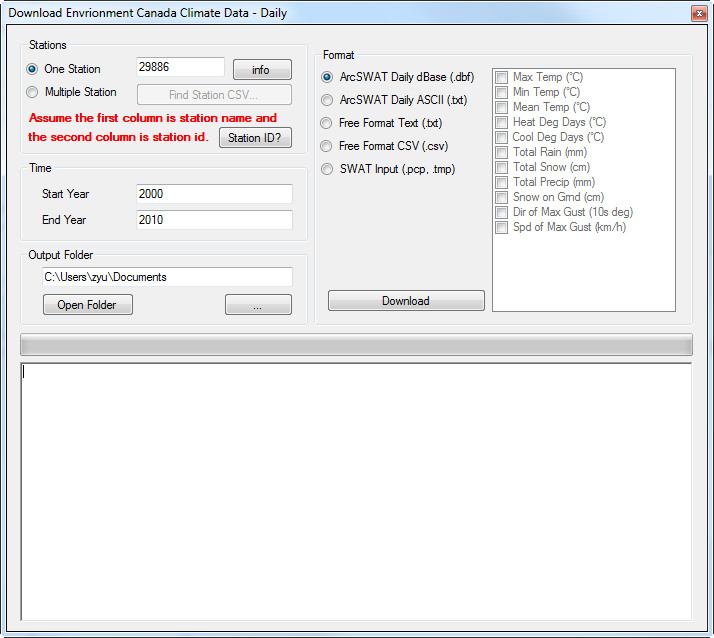 Download Envrionment Canada Climate Data - Daily
Stations
One Station
29886
info
Multiple Station
Find Station CSV...
Assume the first column is station name and
the second column is station id.
Station ID?
Time
Start Year
2000
End Year
2010
Output Folder
C:\Users\zyu\Documents
Open Folder
...
Format
ArcSWAT Daily dBase (.dbf)
ArcSWAT Daily ASCII (.txt)
Free Format Text (.txt)
Free Format CSV (.csv)
SWAT Input (.pcp, .tmp)
Download
Max Temp (°C)
Min Temp (°C)
Mean Temp (°C)
Heat Deg Days (°C)
Cool Deg Days (°C)
Total Rain (mm)
Total Snow (cm)
Total Precip (mm)
Snow on Grnd (cm)
Dir of Max Gust (10s deg)
Spd of Max Gust (km/h)